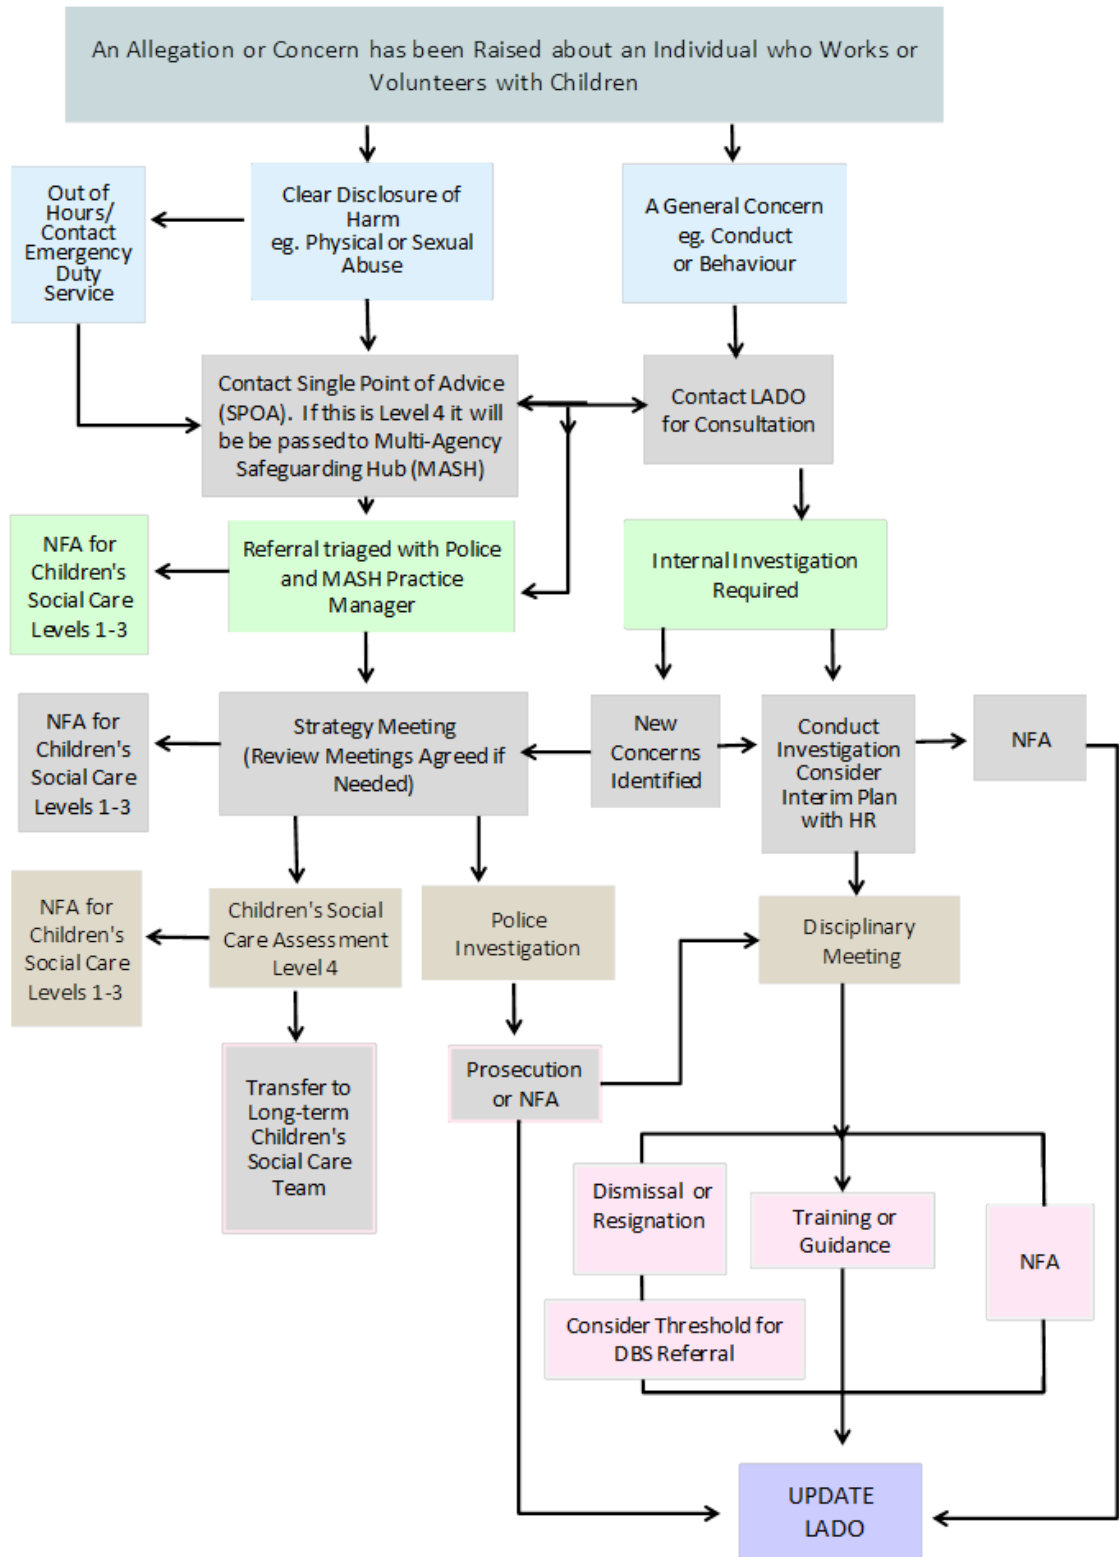 An Allegation or Concern has been Raised about an Individual who Works or
Volunteers with Children
Out of
Hours/
Contact
Emergency
Duty
Service
Clear Disclosure of
Harm
eg. Physical or Sexual
Abuse
A General Concern
eg. Conduct
or Behaviour
Contact Single Point of Advice
(SPOA). If this is Level 4 it will
be be passed to Multi-Agency
Safeguarding Hub (MASH)
Contact LADO
for Consultation
NFA for
Children's
Social Care
Levels 1-3
Referral triaged with Police
and MASH Practice
Manager
Internal Investigation
Required
NFA for
Children's
Social Care
Levels 1-3
Strategy Meeting
(Review Meetings Agreed if
Needed)
New
Concerns
Identified
Conduct
Investigation
Consider
Interim Plan
with HR
NFA
NFA for
Children's
Social Care
Levels 1-3
Children's Social
Care Assessment
Level 4
Police
Investigation
Disciplinary
Meeting
Transfer to
Long-term
Children's
Social Care
Team
Prosecution
or NFA
Dismissal or
Resignation
Training or
Guidance
NFA
Consider Threshold for
DBS Referral
UPDATE
LADO